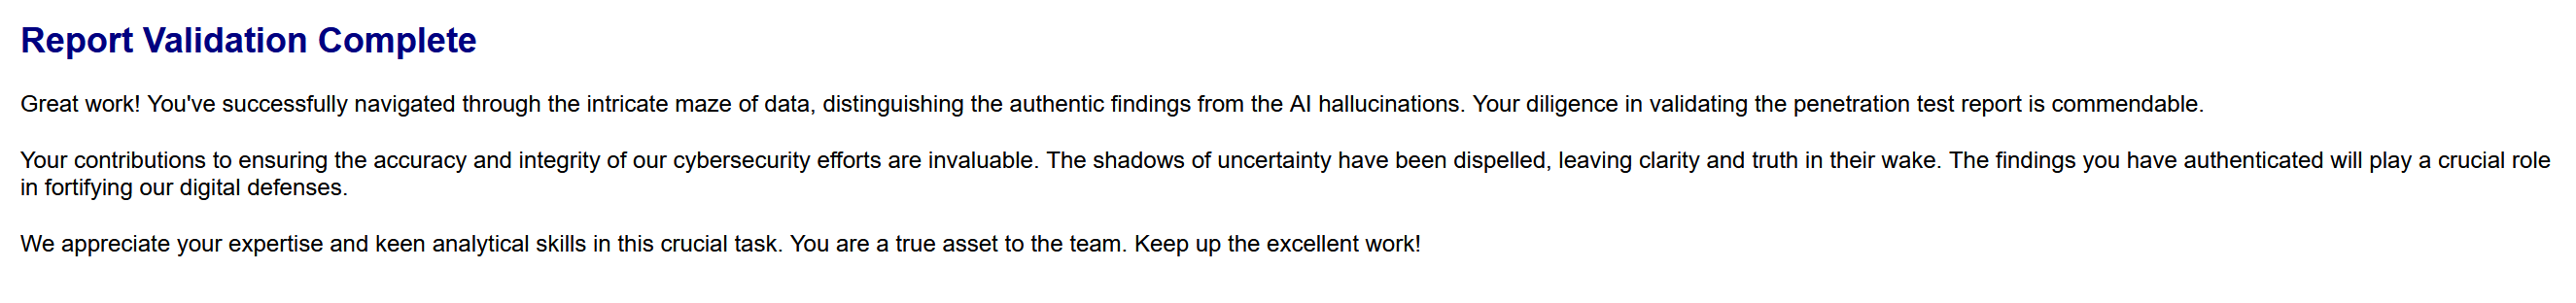 Report Validation Complete
Great work! You've successfully navigated through the intricate maze of data, distinguishing the authentic findings from the AI hallucinations. Your diligence in validating the penetration test report is commendable.
Your contributions to ensuring the accuracy and integrity of our cybersecurity efforts are invaluable. The shadows of uncertainty have been dispelled, leaving clarity and truth in their wake. The findings you have authenticated will play a crucial role
in fortifying our digital defenses.
We appreciate your expertise and keen analytical skills in this crucial task. You are a true asset to the team. Keep up the excellent work!